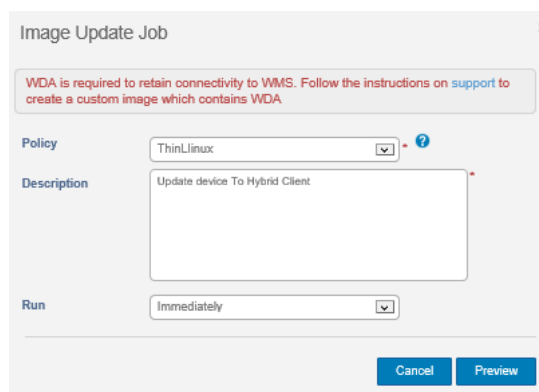 Image Update Job
WDA is required to retain connectivity to WMS. Follow the instructions on support to
create a custom image which contains WDA
Policy
ThinLlinux
* ?
Description
Update device To Hybrid Client
*
Run
Immediately
Cancel Preview